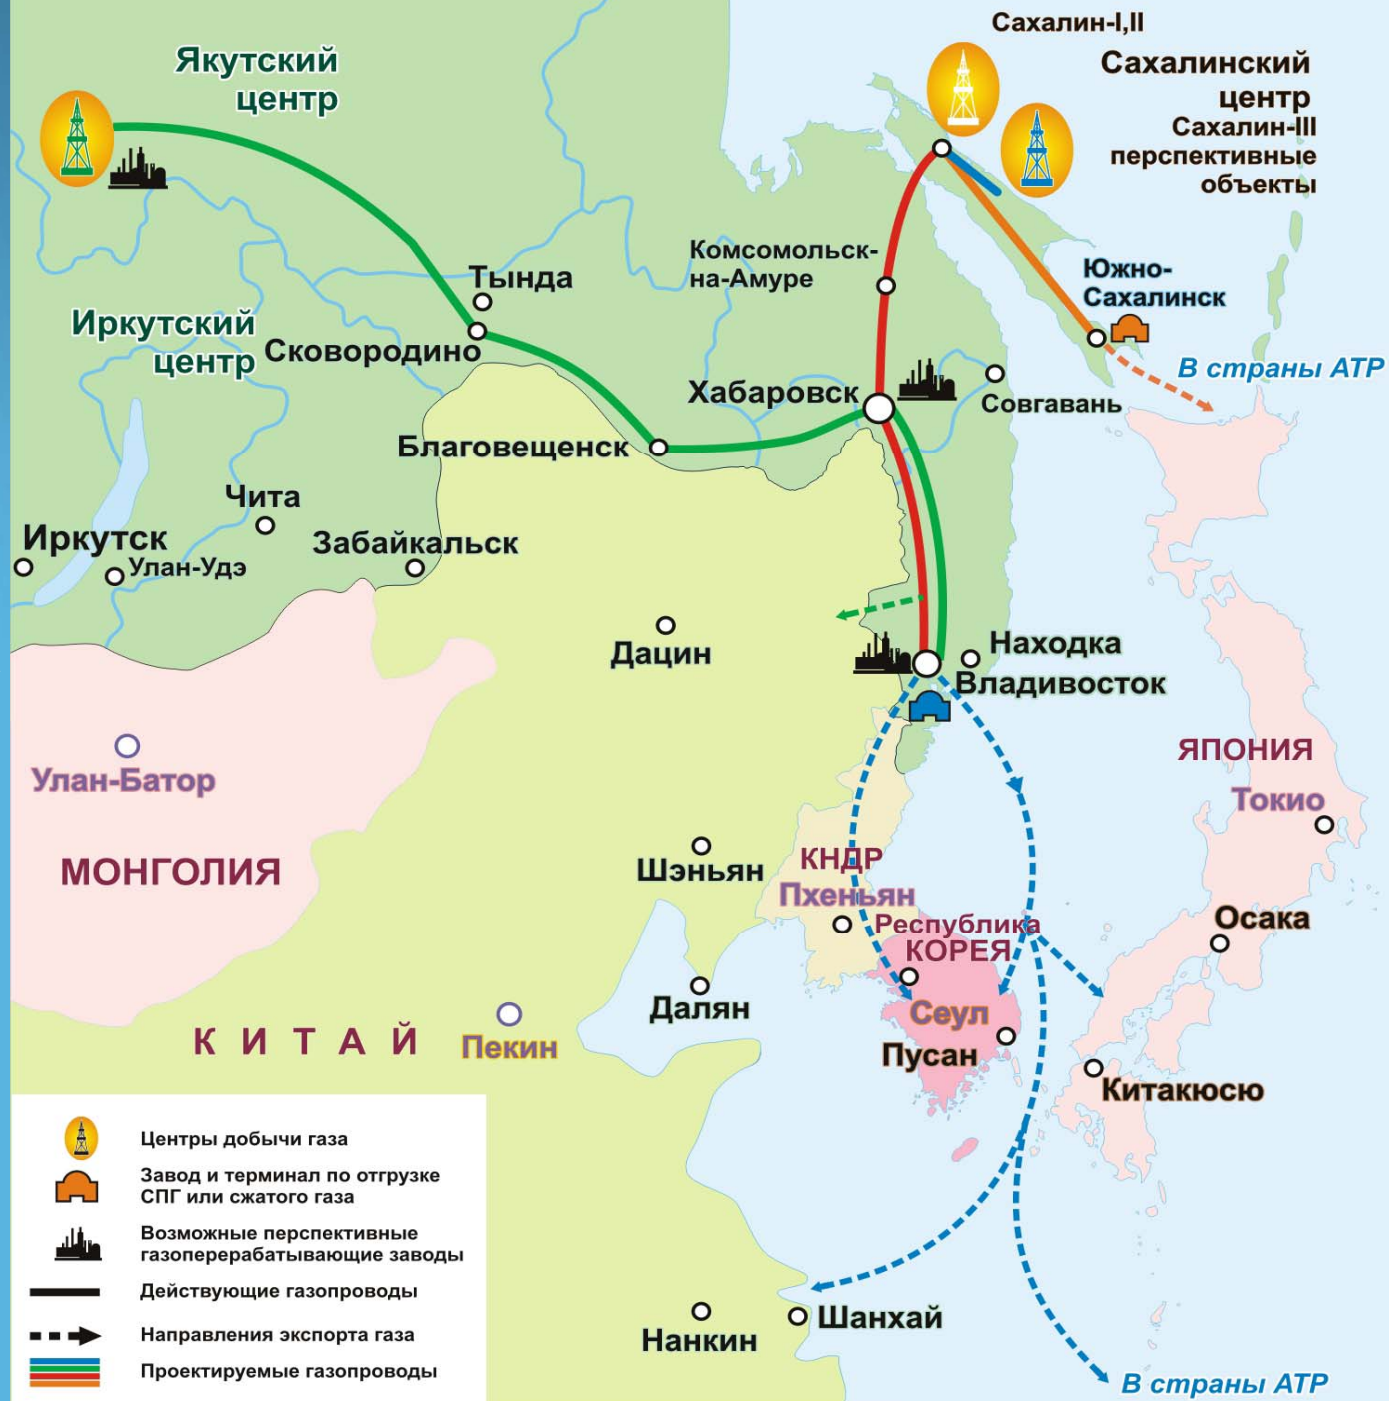 Сахалин-I,II
Якутский
центр
Сахалинский
центр
Сахалин-III
перспективные
объекты
Комсомольск-
на-Амуре
Южно-
Сахалинск
Тында
Иркутский
центр
Сковородино
В страны АТР
Хабаровск
Совгавань
Благовещенск
Чита
Иркутск
Улан-Удэ
Забайкальск
Дацин
Находка
Владивосток
Улан-Батор
ЯПОНИЯ
Токио
МОНГОЛИЯ
Шэньян
КНДР
Пхеньян
Республика
КОРЕЯ
Осака
Далян
Сеул
КИТАЙ
Пекин
Пусан
Китакюсю
Центры добычи газа
Завод и терминал по отгрузке
СПГ или сжатого газа
Возможные перспективные
газоперерабатывающие заводы
Действующие газопроводы
Направления экспорта газа
Проектируемые газопроводы
Нанкин
Шанхай
В страны АТР